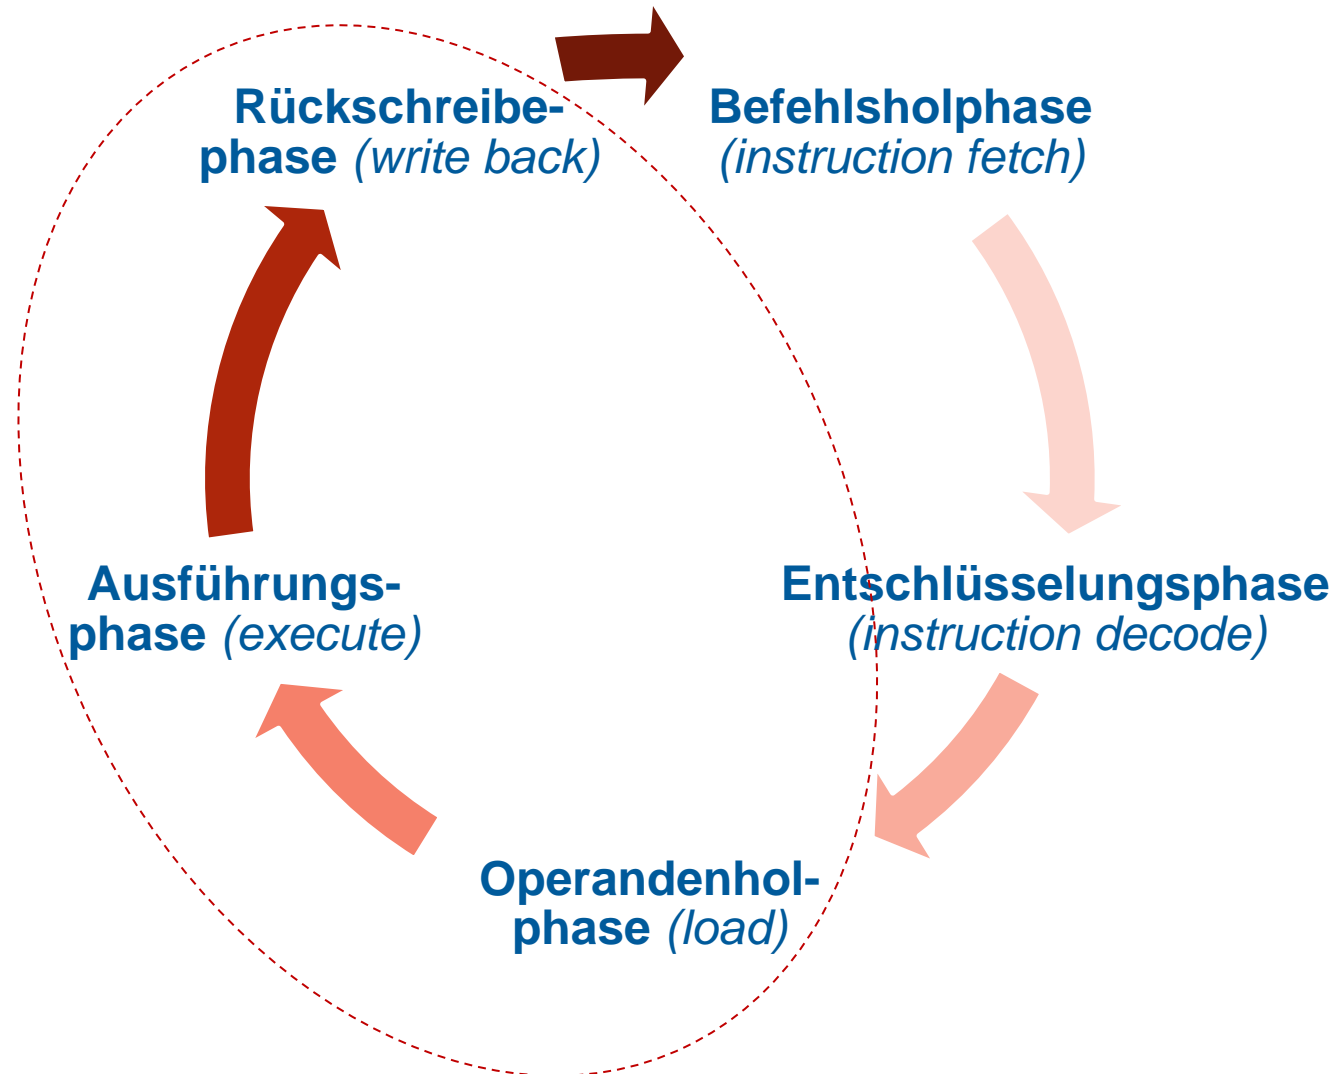 Rückschreibe-
phase (write back)
Befehlsholphase
(instruction fetch)
Entschlüsselungsphase
(instruction decode)
Operandenhol-
phase (load)
Ausführungs-
phase (execute)